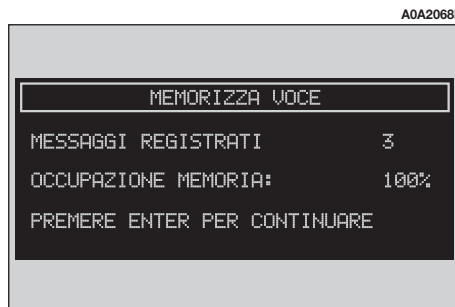 A0A2068
MEMORIZZA VOCE
MESSAGGI REGISTRATI 3
OCCUPAZIONE MEMORIA: 100%
PREMERE ENTER PER CONTINUARE